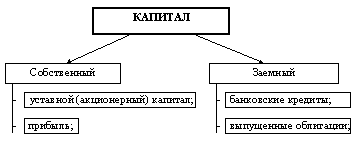 КАПИТАЛ
Собственный
- уставной (акционерный) капитал;
- прибыль;
Заемный
- банковские кредиты;
- выпущенные облигации;